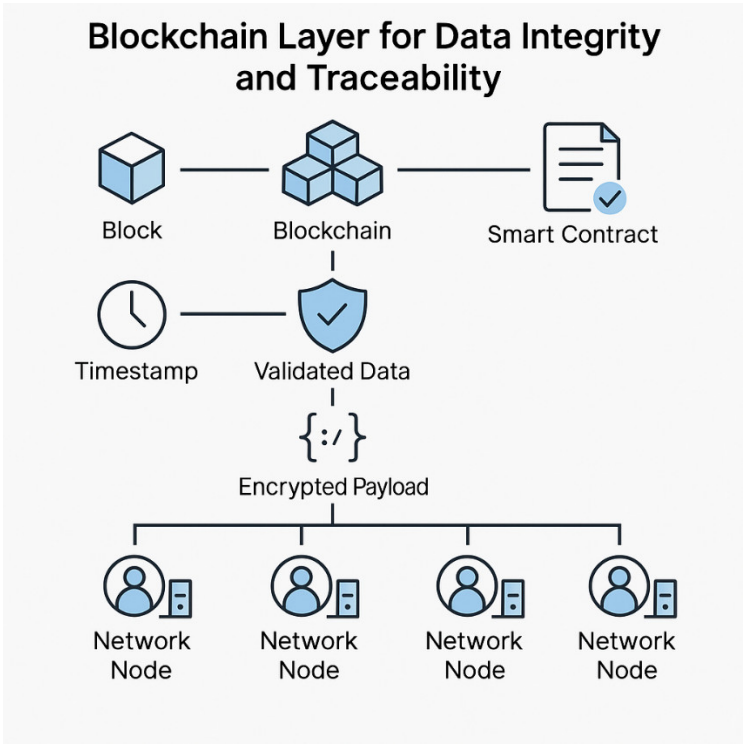 Blockchain Layer for Data Integrity
and Traceability
Block
Blockchain
Smart Contract
Timestamp
Validated Data
{:/}
Encrypted Payload
Network
Node
Network
Node
Network
Node
Network
Node